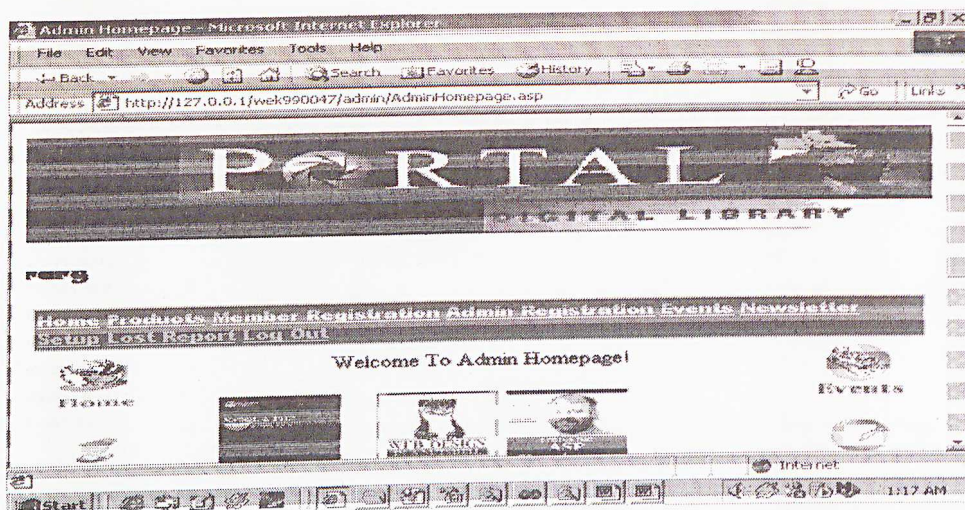 Admin Homepage - Microsoft Internet Explorer
File Edit View Favorites Tools Help
Back Search Favorites History
Address http://127.0.0.1/wek990047/admin/AdminHomepage.asp Go Links
PORTAL
DIGITAL LIBRARY
Home Products Member Registration Admin Registration Events Newsletter
Setup Lost Report Log Out
Welcome To Admin Homepage!
Home
Events
WEB DESIGN
ASP
Internet
Start 1:17 AM